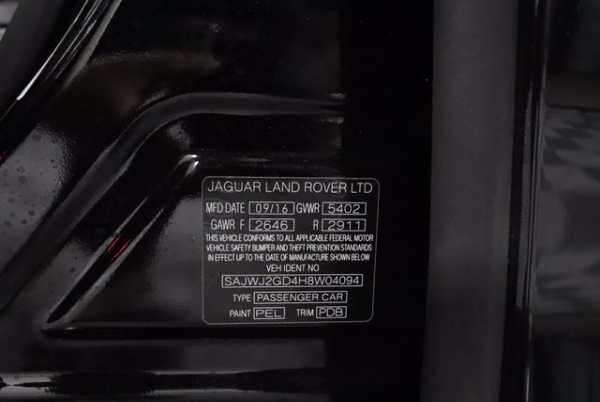 JAGUAR LAND ROVER LTD
MFD DATE 09/16 GVWR 5402
GAWR F 2646 R 2911
THIS VEHICLE CONFORMS TO ALL APPLICABLE FEDERAL MOTOR
VEHICLE SAFETY BUMPER AND THEFT PREVENTION STANDARDS
IN EFFECT UP TO THE DATE OF MANUFACTURE SHOWN BELOW
VEH IDENT NO
SAJWJ2GD4H8W04094
TYPE PASSENGER CAR
PAINT PEL TRIM PDB